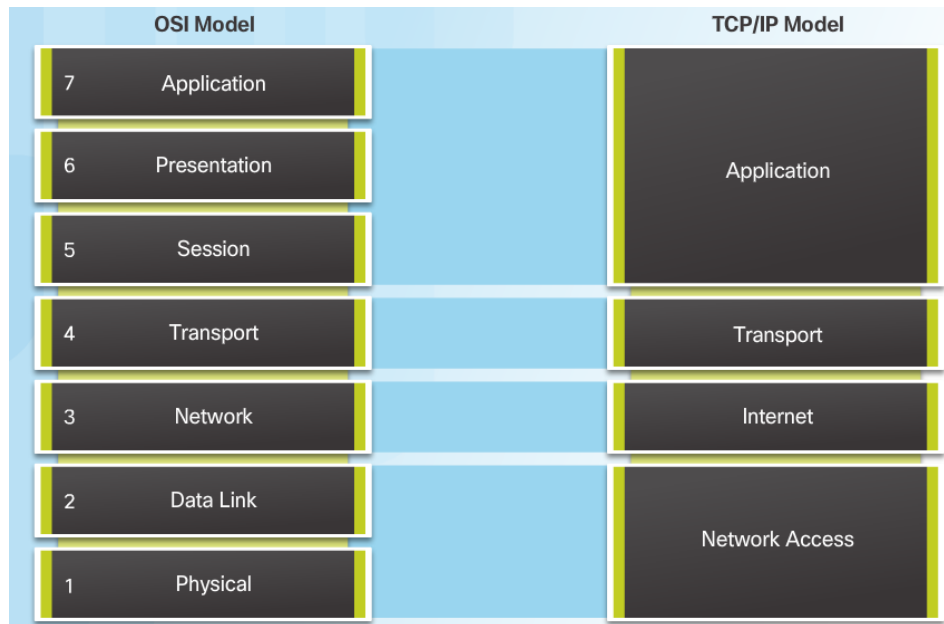 OSI Model
TCP/IP Model
7 Application
6 Presentation
5 Session
4 Transport
3 Network
2 Data Link
1 Physical
Application
Transport
Internet
Network Access